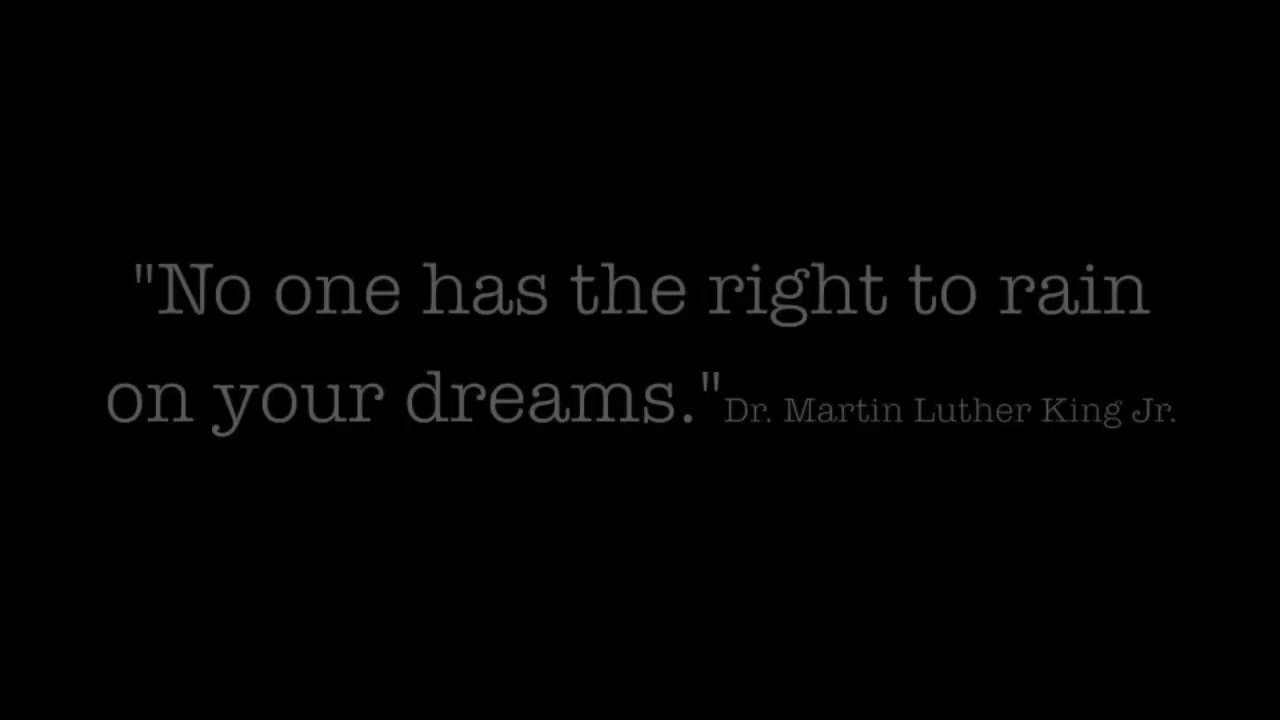 "No one has the right to rain
on your dreams."Dr. Martin Luther King Jr.